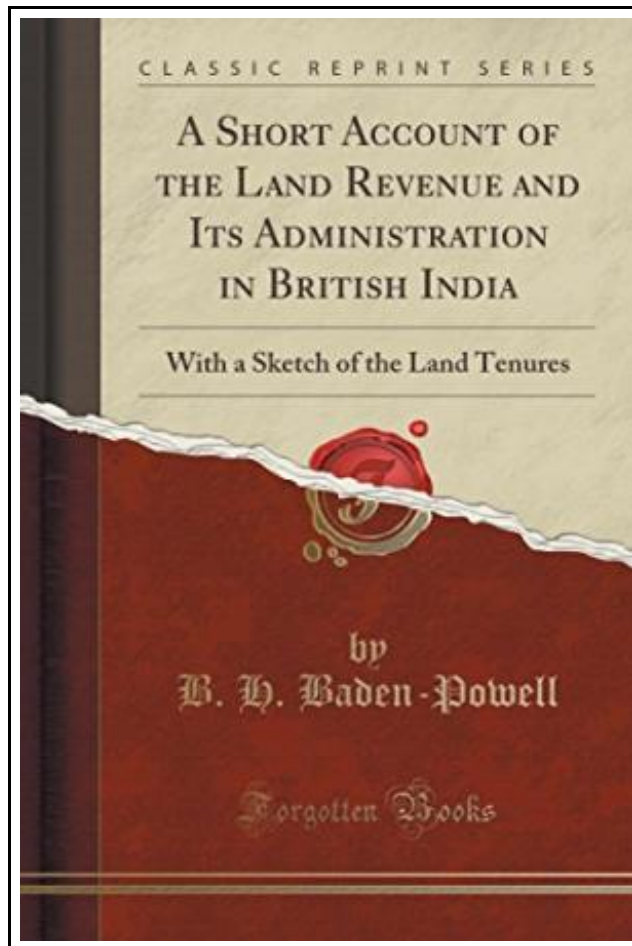 CLASSIC REPRINT SERIES
A SHORT ACCOUNT OF
THE LAND REVENUE AND
ITS ADMINISTRATION
IN BRITISH INDIA
With a Sketch of the Land Tenures
by
B. H. Baden-Powell
Forgotten Books